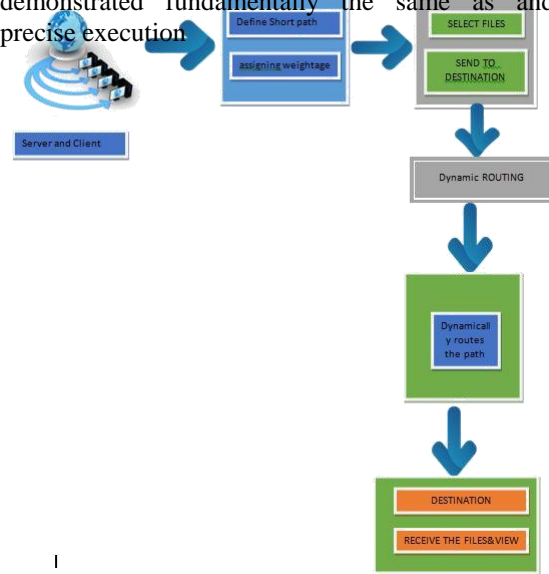 demonstrated fundamentally the same as and
precise execution
Define Short path
assigning weightage
SELECT FILES
SEND TO
DESTINATION
Server and Client
Dynamic ROUTING
Dynamicall
y routes
the path
DESTINATION
RECEIVE THE FILES&VIEW